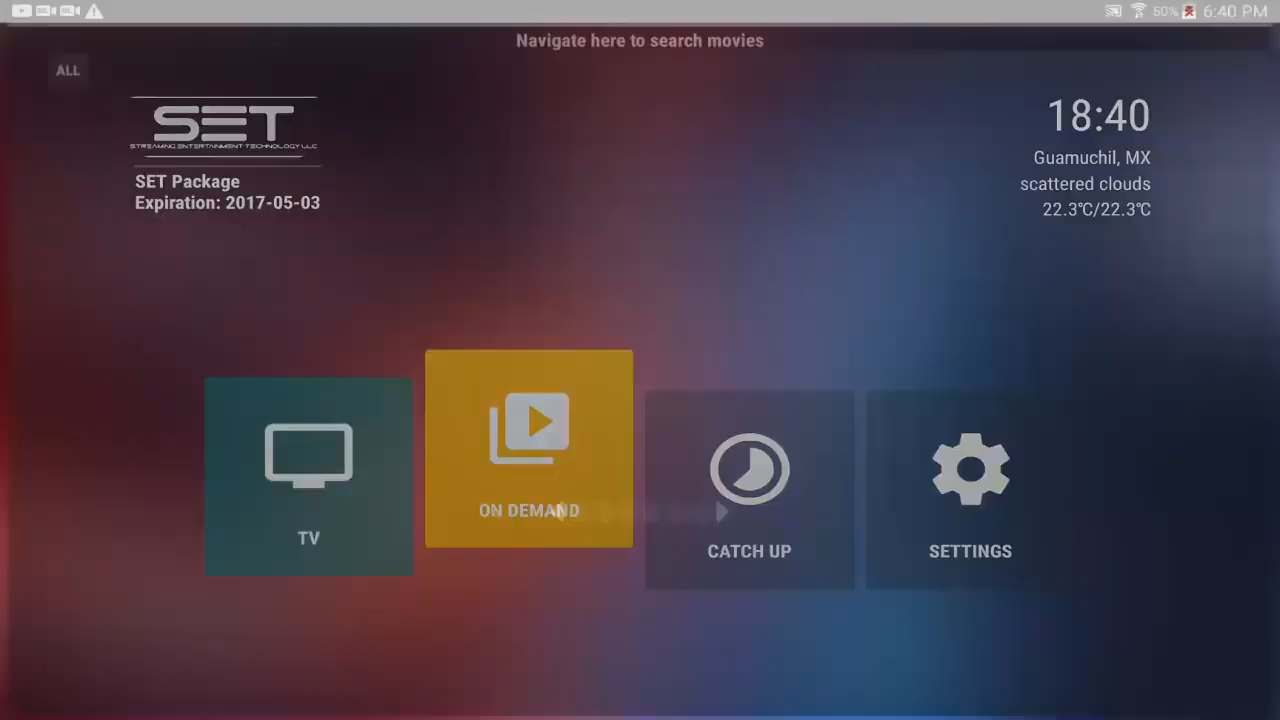 50% 6:40 PM
Navigate here to search movies
ALL
SET
STREAMING ENTERTAINMENT TECHNOLOGY LLC
SET Package
Expiration: 2017-05-03
18:40
Guamuchil, MX
scattered clouds
22.3℃/22.3℃
TV
ON DEMAND
CATCH UP
SETTINGS